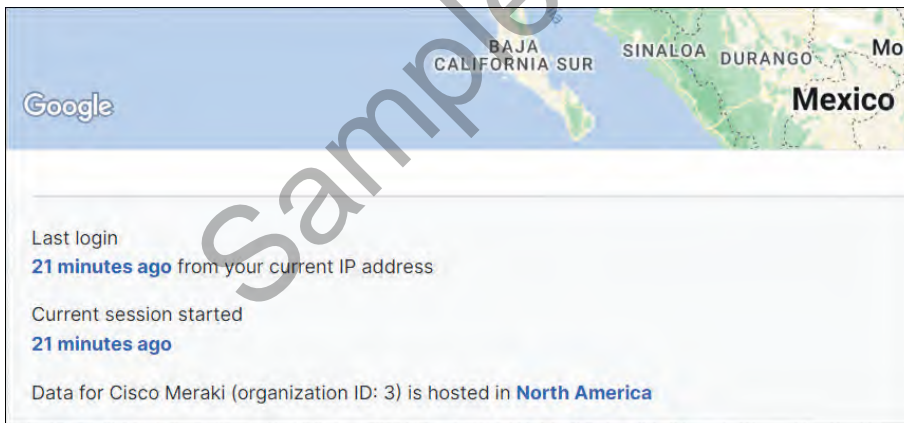 BAJA
CALIFORNIA SUR
SINALOA
DURANGO
Mo
Mexico
Google
Sample
Last login
21 minutes ago from your current IP address
Current session started
21 minutes ago
Data for Cisco Meraki (organization ID: 3) is hosted in North America